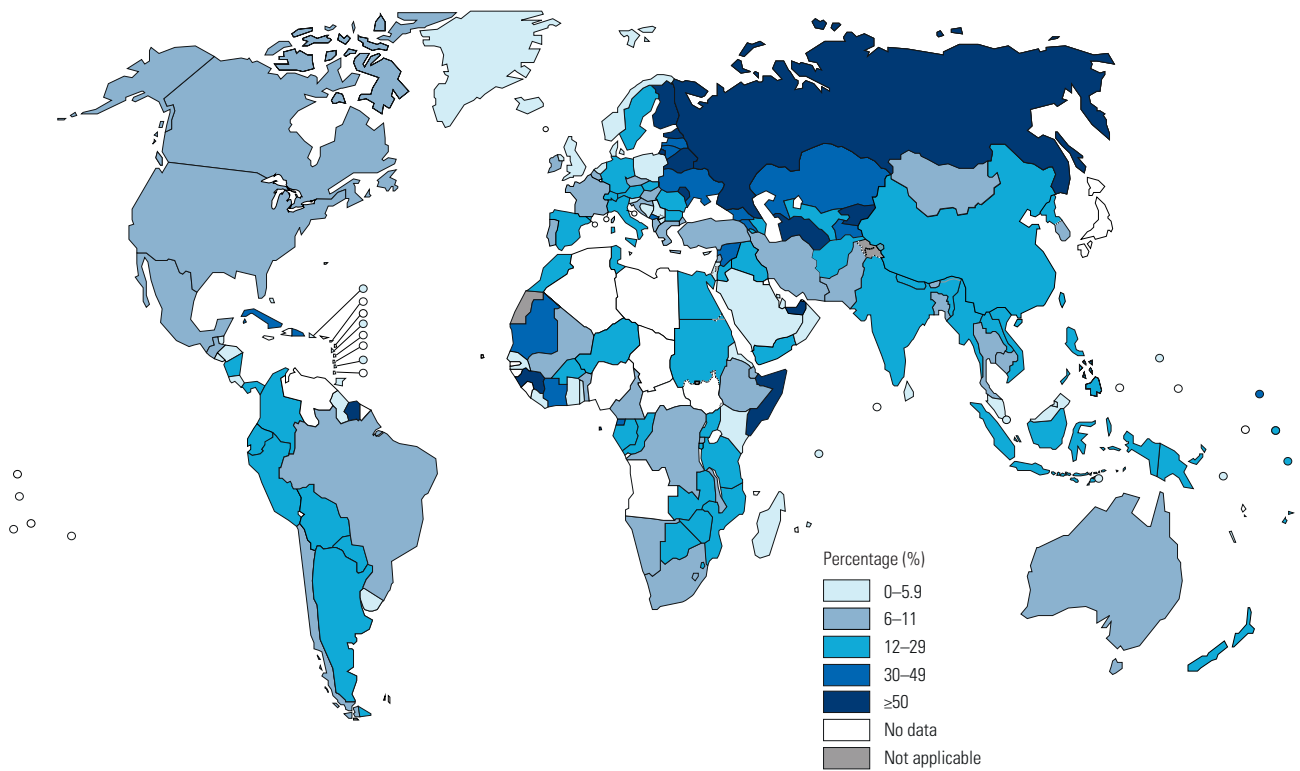 Percentage (%)
0–5.9
6–11
12–29
30–49
≥50
No data
Not applicable